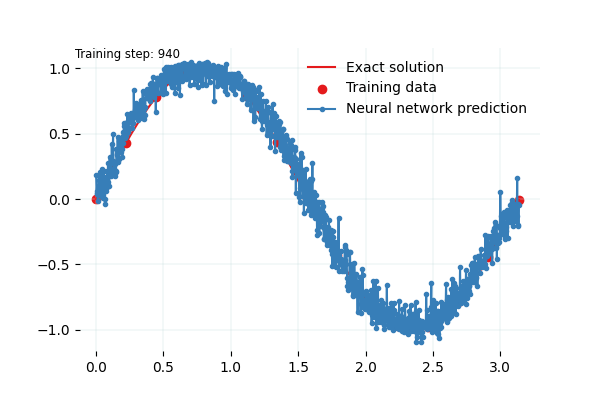 Training step: 940
Exact solution
Training data
Neural network prediction
1.0
0.5
0.0
−0.5
−1.0
0.0 0.5 1.0 1.5 2.0 2.5 3.0